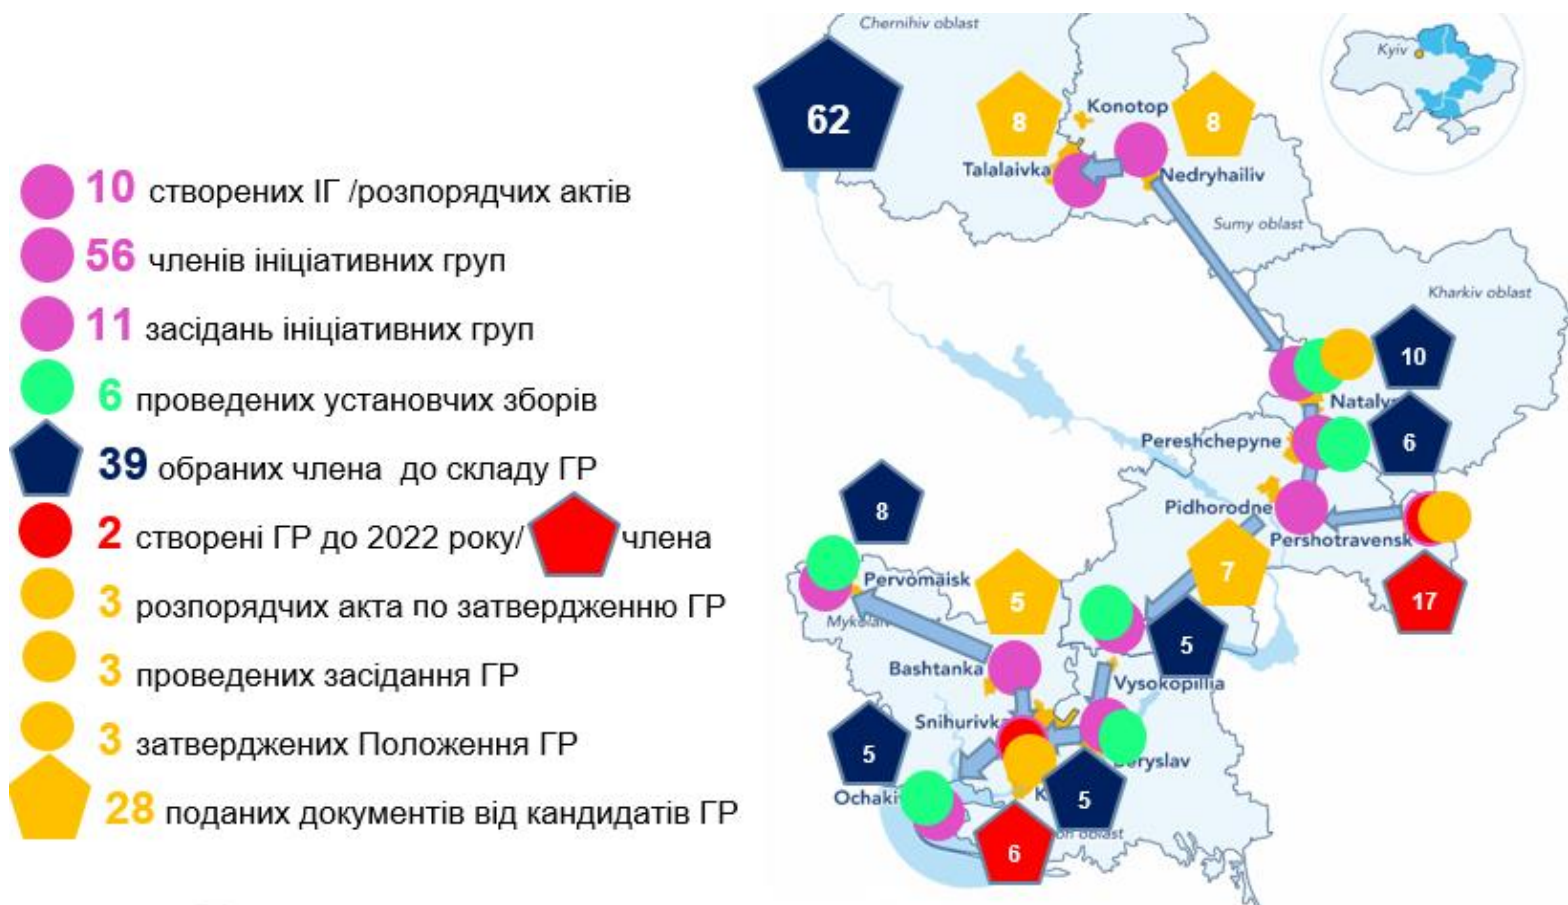 10 створених ІГ /розпорядчих актів
56 членів ініціативних груп
11 засідань ініціативних груп
6 проведених установчих зборів
39 обраних члена до складу ГР
2 створені ГР до 2022 року/ члена
3 розпорядчих акта по затвердженню ГР
3 проведених засідання ГР
3 затверджених Положення ГР
28 поданих документів від кандидатів ГР
Chernihiv oblast
Kyiv
62
8
Konotop
8
Talalaivka
Nedryhailiv
Sumy oblast
Kharkiv oblast
10
Pereshchepyne
6
8
Pidhorodne
Pershotravensk
Pervomaisk
5
7
17
5
Bashtanka
Vysokopillia
Snihurivka
5
5
6